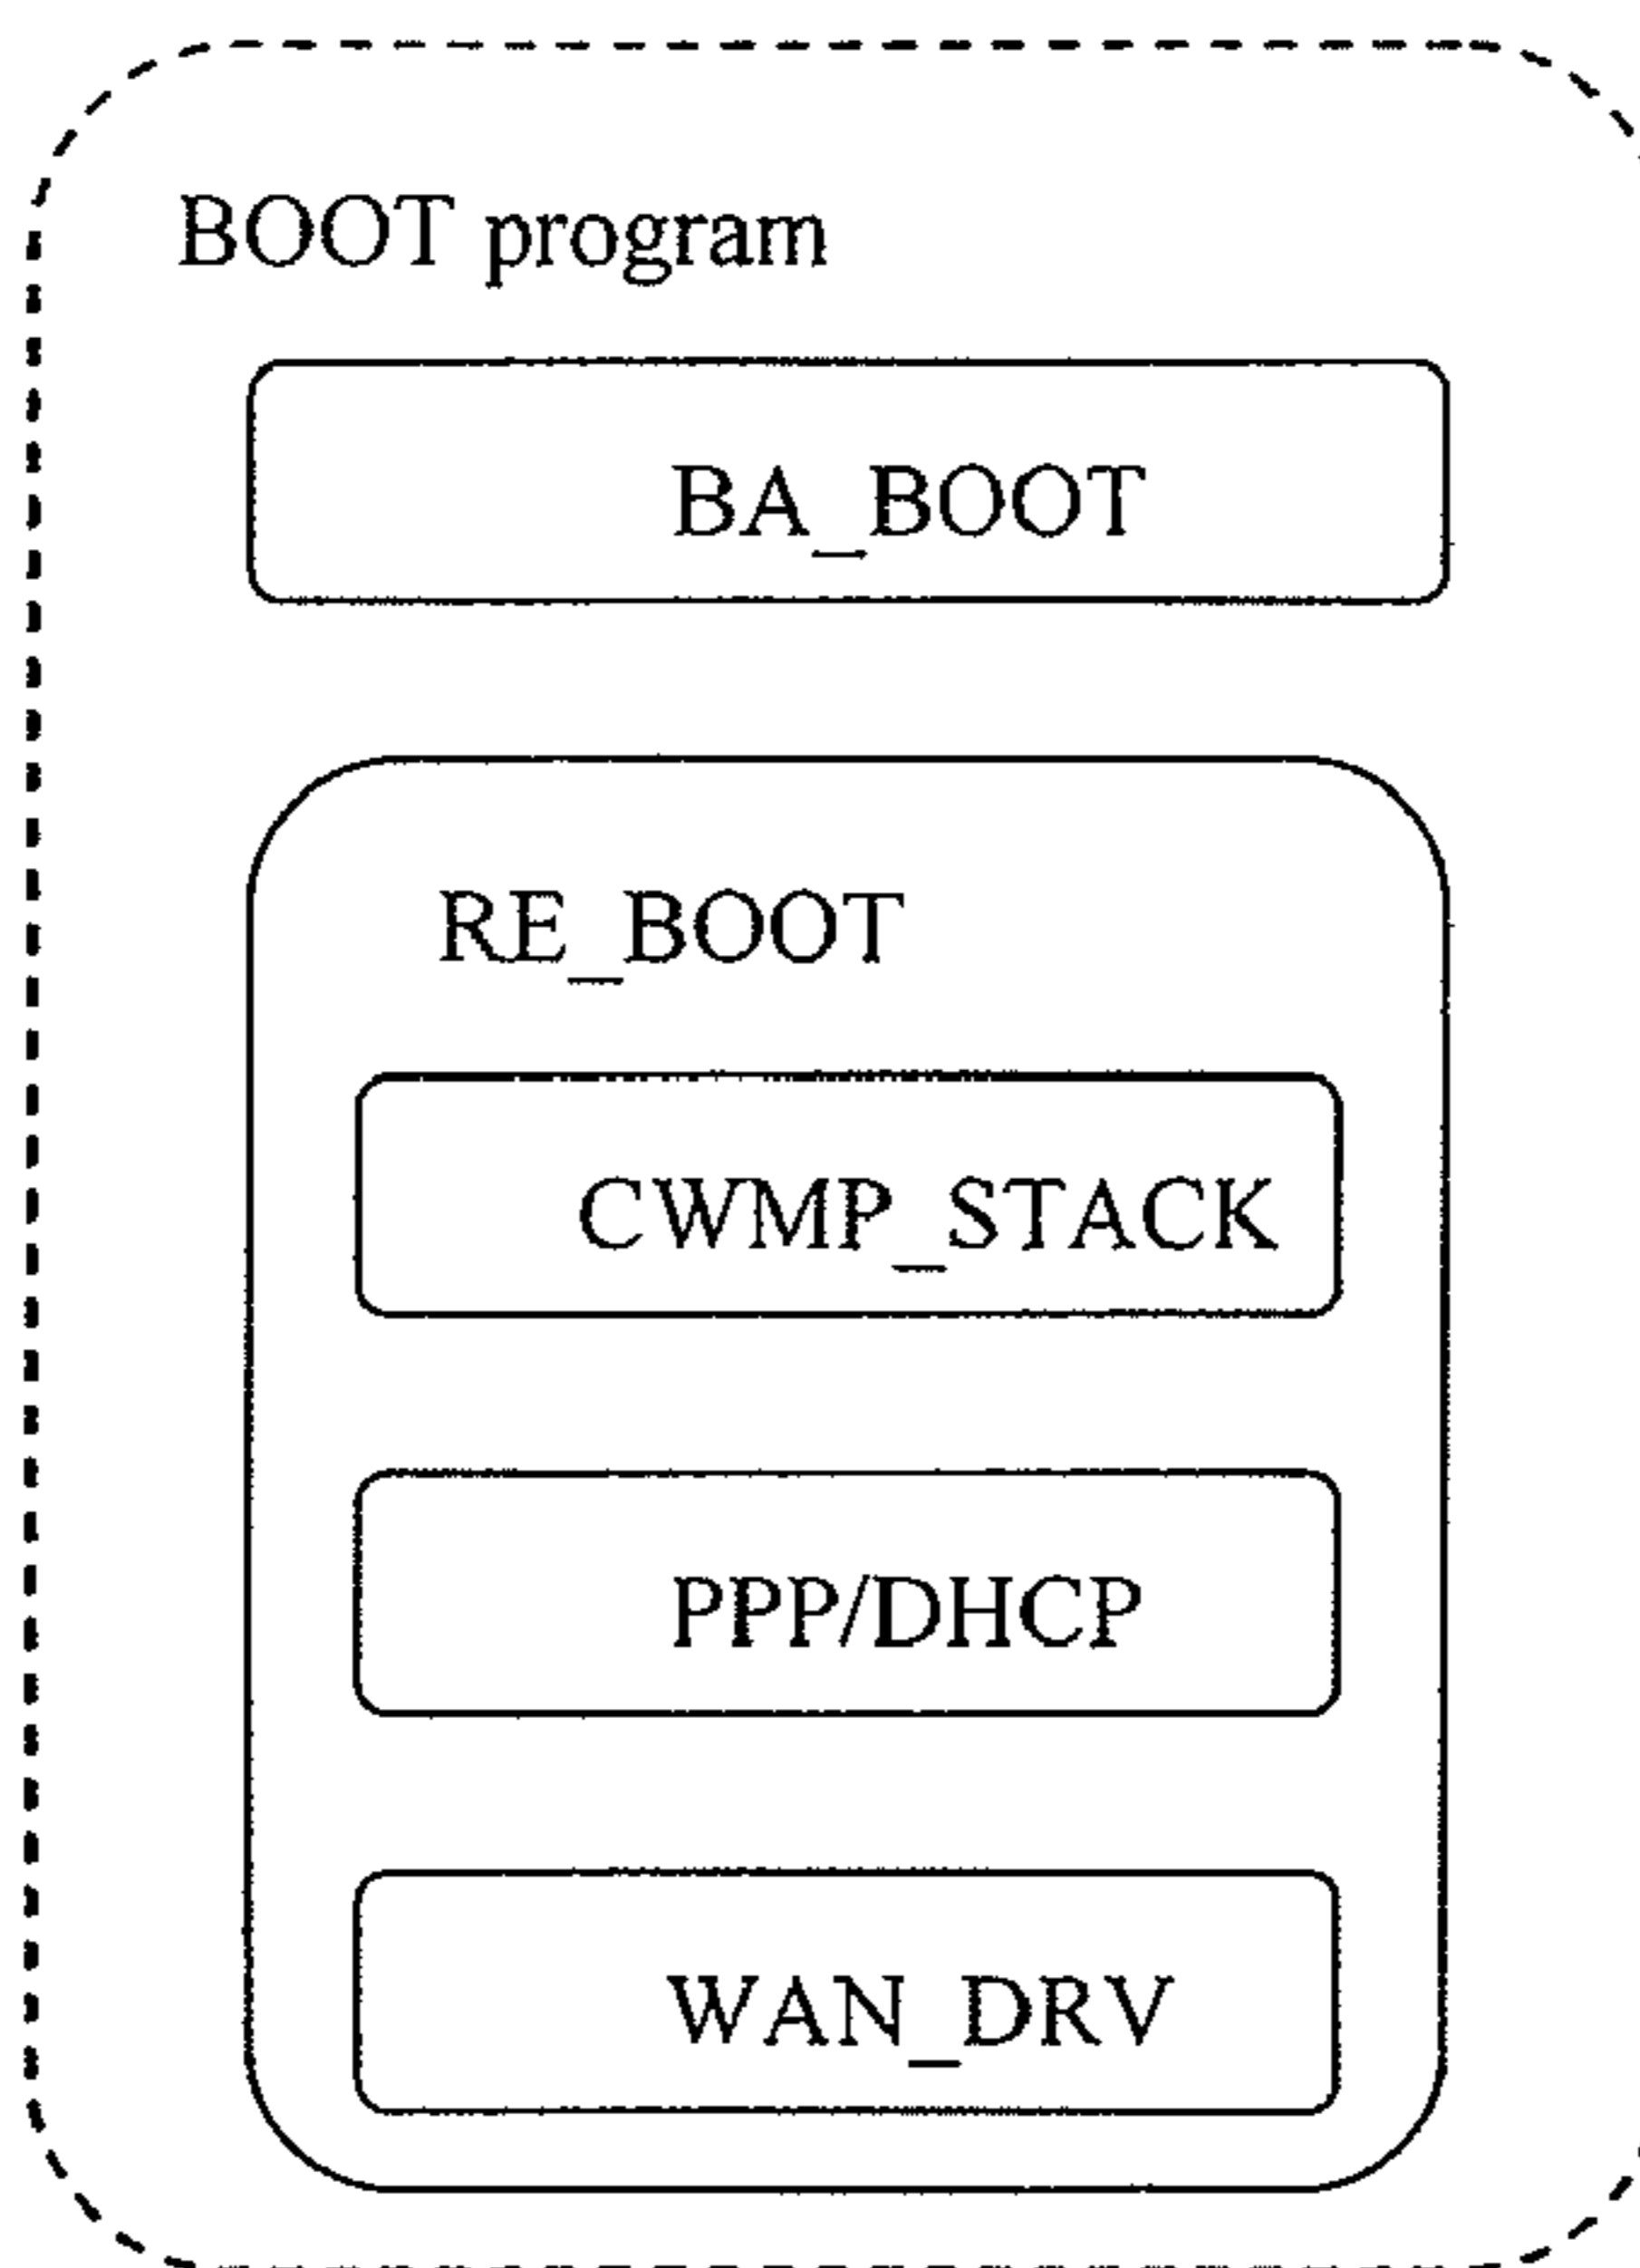 BOOT program
BA_BOOT
RE_BOOT
CWMP_STACK
PPP/DHCP
WAN_DRV